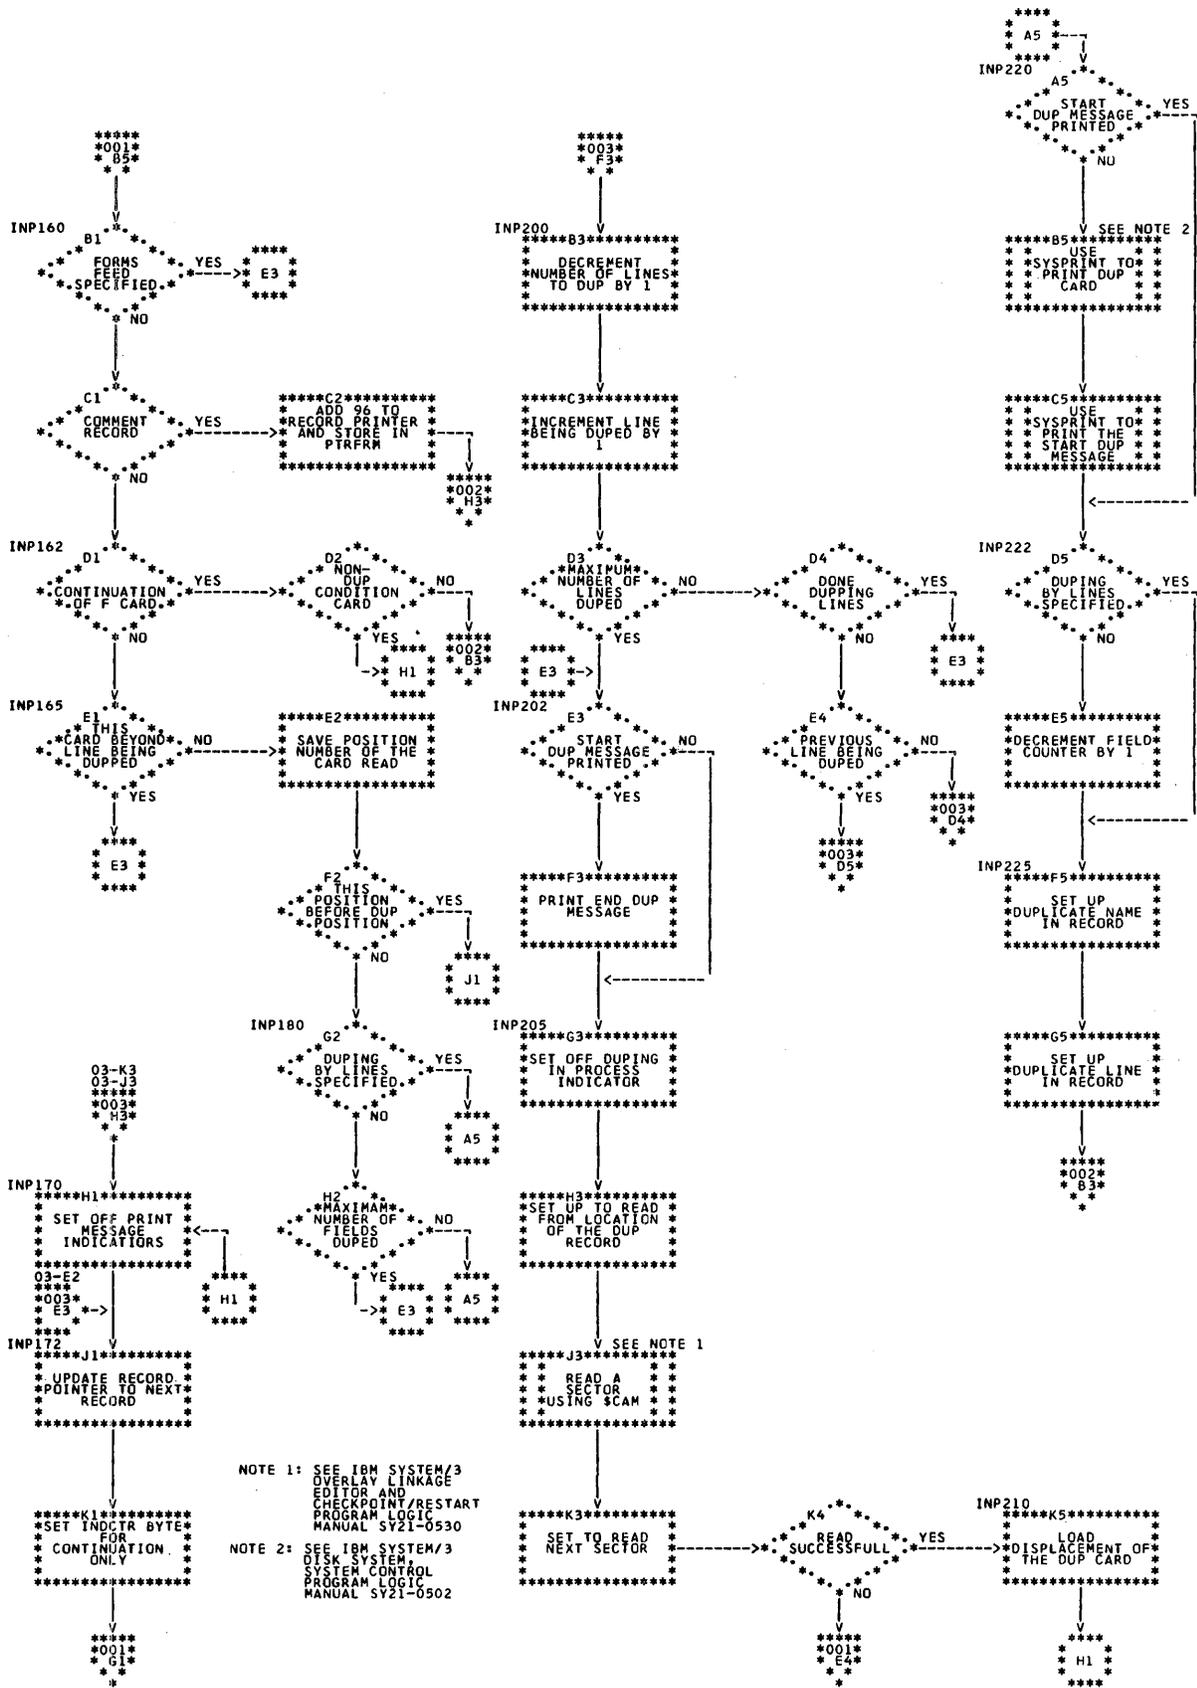 A5
INP220
A5
START
DUP MESSAGE
PRINTED
YES
NO
001
B5
003
F3
INP160
B1
FORMS
FEED
SPECIFIED
YES
E3
NO
INP200
B3
DECREMENT
NUMBER OF LINES
TO DUP BY 1
SEE NOTE 2
B5
USE
SYSPRINT TO
PRINT DUP
CARD
C1
COMMENT
RECORD
YES
NO
C2
ADD 96 TO
RECORD PRINTER
AND STORE IN
PTRFRM
002
H3
C3
INCREMENT LINE
BEING DUPED BY
1
C5
USE
SYSPRINT TO
PRINT THE
START DUP
MESSAGE
INP162
D1
CONTINUATION
OF F CARD
YES
NO
D2
NON-
DUP
CONDITION
CARD
NO
YES
H1
002
B3
D3
MAXIMUM
NUMBER OF
LINES
DUPED
NO
YES
D4
DONE
DUPPING
LINES
YES
NO
E3
INP222
D5
DUPING
BY LINES
SPECIFIED
YES
NO
INP165
E1
THIS
CARD BEYOND
LINE BEING
DUPPED
NO
YES
E3
E2
SAVE POSITION
NUMBER OF THE
CARD READ
E3
INP202
E3
START
DUP MESSAGE
PRINTED
NO
YES
E4
PREVIOUS
LINE BEING
DUPED
NO
YES
003
D4
003
D5
E5
DECREMENT FIELD
COUNTER BY 1
F2
THIS
POSITION
BEFORE DUP
POSITION
YES
NO
J1
F3
PRINT END DUP
MESSAGE
INP225
F5
SET UP
DUPLICATE NAME
IN RECORD
INP180
G2
DUPING
BY LINES
SPECIFIED
YES
NO
A5
INP205
G3
SET OFF DUPING
IN PROCESS
INDICATOR
G5
SET UP
DUPLICATE LINE
IN RECORD
002
B3
03-K3
03-J3
003
H3
INP170
H1
SET OFF PRINT
MESSAGE
INDICATIORS
H1
H2
MAXIMAM
NUMBER OF
FIELDS
DUPED
NO
YES
E3
A5
H3
SET UP TO READ
FROM LOCATION
OF THE DUP
RECORD
03-E2
003
E3
INP172
J1
UPDATE RECORD
POINTER TO NEXT
RECORD
SEE NOTE 1
J3
READ A
SECTOR
USING $CAM
NOTE 1: SEE IBM SYSTEM/3
OVERLAY LINKAGE
EDITOR AND
CHECKPOINT/RESTART
PROGRAM LOGIC
MANUAL SY21-0530
NOTE 2: SEE IBM SYSTEM/3
DISK SYSTEM,
SYSTEM CONTROL
PROGRAM LOGIC
MANUAL SY21-0502
K1
SET INDCTR BYTE
FOR
CONTINUATION
ONLY
001
G1
K3
SET TO READ
NEXT SECTOR
K4
READ
SUCCESSFULL
YES
NO
001
E4
INP210
K5
LOAD
DISPLACEMENT OF
THE DUP CARD
H1